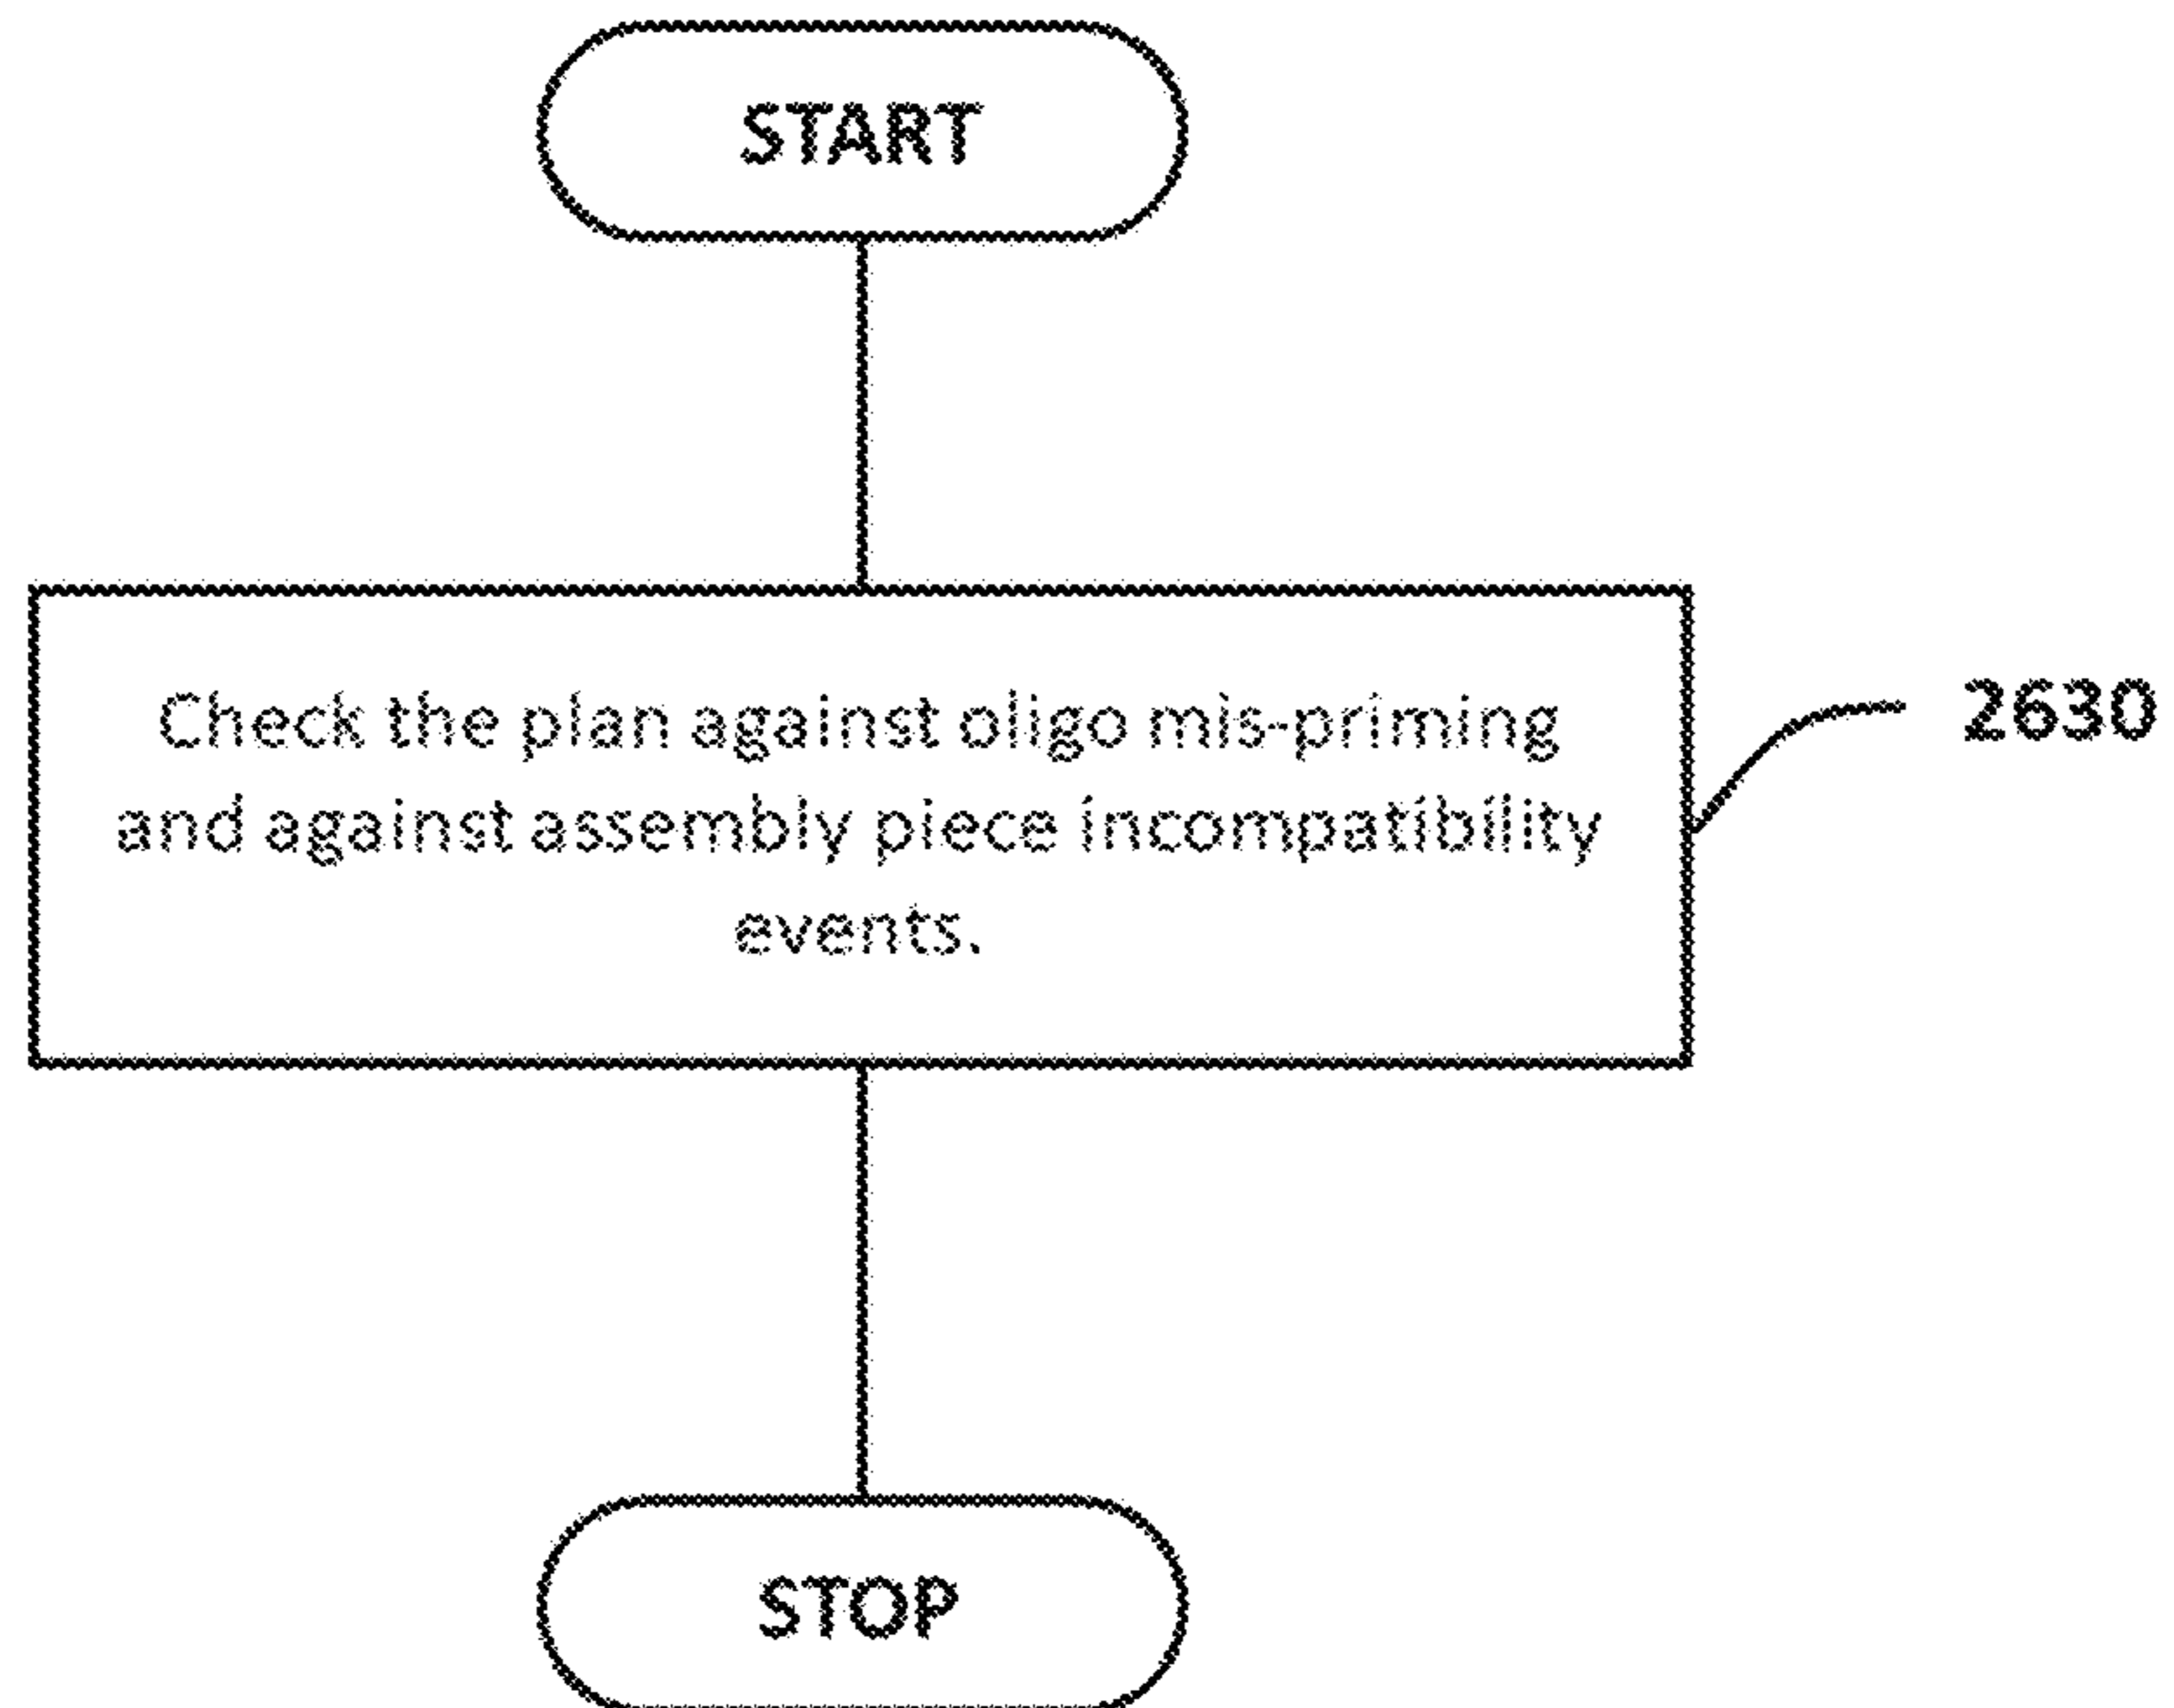 START
Check the plan against oligo mis-priming
and against assembly piece incompatibility
events.
2630
STOP